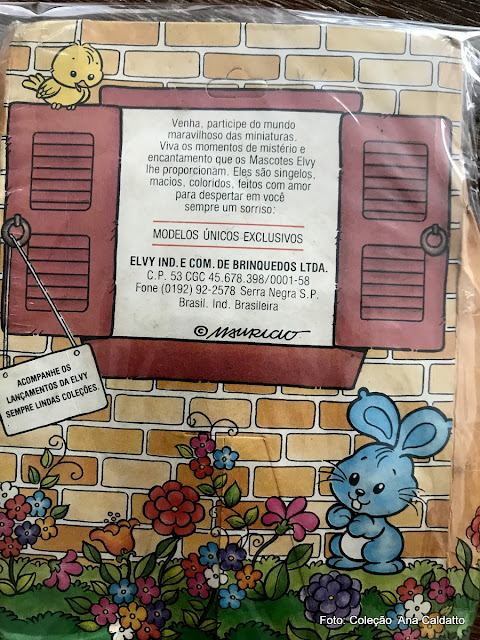 Venha, participe do mundo
maravilhoso das miniaturas.
Viva os momentos de mistério e
encantamento que os Mascotes Elvy
lhe proporcionam. Eles são singelos,
macios, coloridos, feitos com amor
para despertar em você
sempre um sorriso:
MODELOS ÚNICOS EXCLUSIVOS
ELVY IND. E COM. DE BRINQUEDOS LTDA.
C.P. 53 CGC 45.678.398/0001-58
Fone (0192) 92-2578 Serra Negra S.P.
Brasil. Ind. Brasileira
© MAURICIO
ACOMPANHE OS
LANÇAMENTOS DA ELVY
SEMPRE LINDAS COLEÇÕES.
Foto: Coleção Ana Caldatto